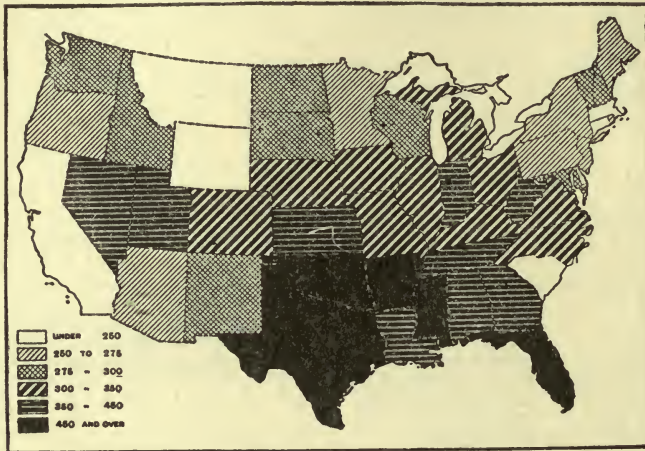 UNDER 250
250 TO 275
275 " 300
300 " 350
350 " 450
450 AND OVER